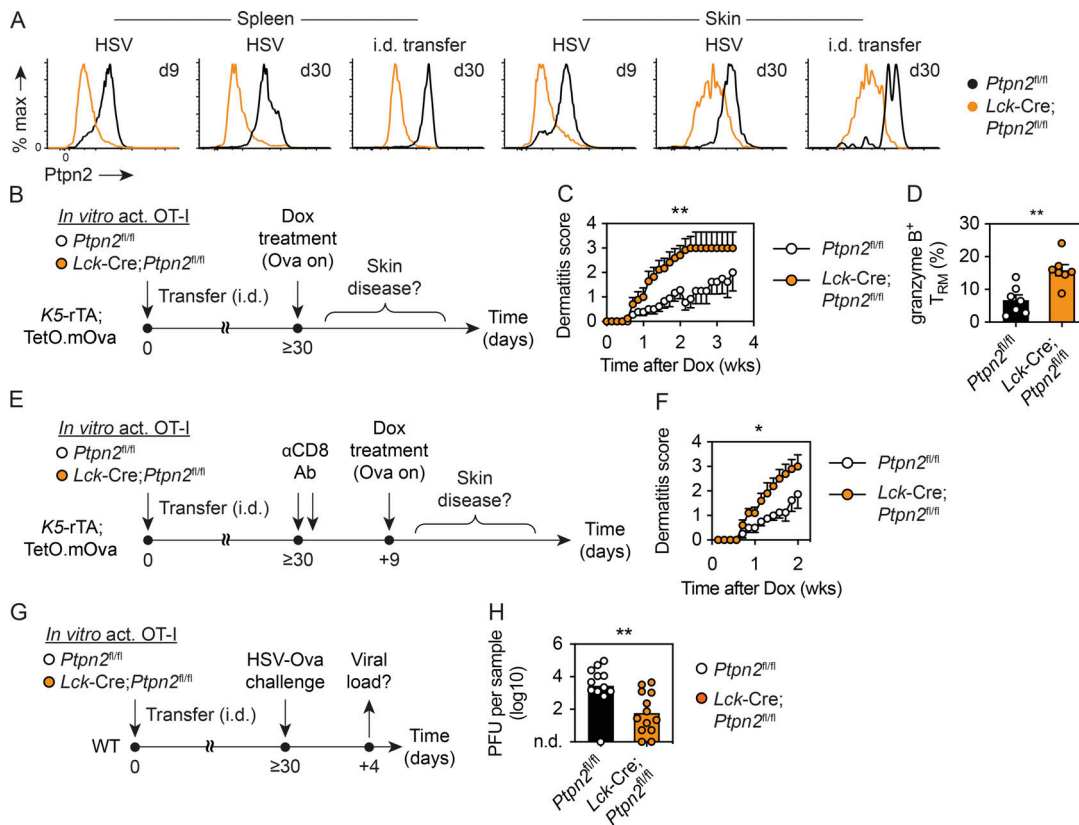 A
Spleen
Skin
HSV
HSV
i.d. transfer
HSV
HSV
i.d. transfer
d9
d30
d30
d9
d30
d30
% max
0
0
Ptpn2
Ptpn2fl/fl
Lck-Cre;
Ptpn2fl/fl
B
In vitro act. OT-I
Ptpn2fl/fl
Lck-Cre;Ptpn2fl/fl
Dox
treatment
(Ova on)
Skin
disease?
Transfer (i.d.)
K5-rTA;
TetO.mOva
0
≥30
Time
(days)
C
**
Dermatitis score
4
3
2
1
0
0 1 2 3 4
Time after Dox (wks)
Ptpn2fl/fl
Lck-Cre;
Ptpn2fl/fl
D
**
granzyme B+
TRM (%)
30
20
10
0
Ptpn2fl/fl
Lck-Cre;
Ptpn2fl/fl
E
In vitro act. OT-I
Ptpn2fl/fl
Lck-Cre;Ptpn2fl/fl
αCD8
Ab
Dox
treatment
(Ova on)
Skin
disease?
Transfer (i.d.)
K5-rTA;
TetO.mOva
0
≥30
+9
Time
(days)
F
*
Dermatitis score
4
3
2
1
0
0 1 2
Time after Dox (wks)
Ptpn2fl/fl
Lck-Cre;
Ptpn2fl/fl
G
In vitro act. OT-I
Ptpn2fl/fl
Lck-Cre;Ptpn2fl/fl
HSV-Ova
challenge
Viral
load?
Transfer (i.d.)
WT
0
≥30
+4
Time
(days)
H
**
PFU per sample
(log10)
6
4
2
n.d.
Ptpn2fl/fl
Lck-Cre;
Ptpn2fl/fl
Ptpn2fl/fl
Lck-Cre;
Ptpn2fl/fl